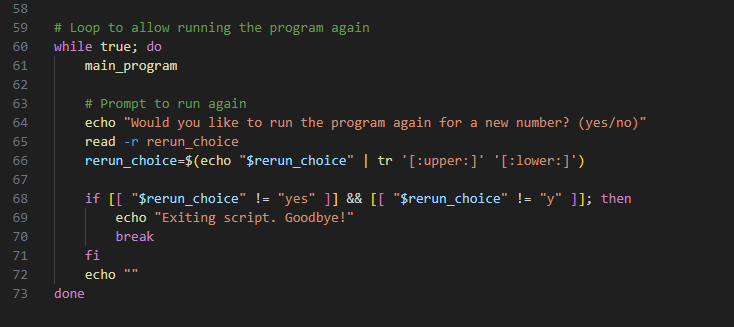 58
59 # Loop to allow running the program again
60 while true; do
61     main_program
62
63     # Prompt to run again
64     echo "Would you like to run the program again for a new number? (yes/no)"
65     read -r rerun_choice
66     rerun_choice=$(echo "$rerun_choice" | tr '[:upper:]' '[:lower:]')
67
68     if [[ "$rerun_choice" != "yes" ]] && [[ "$rerun_choice" != "y" ]]; then
69         echo "Exiting script. Goodbye!"
70         break
71     fi
72     echo ""
73 done